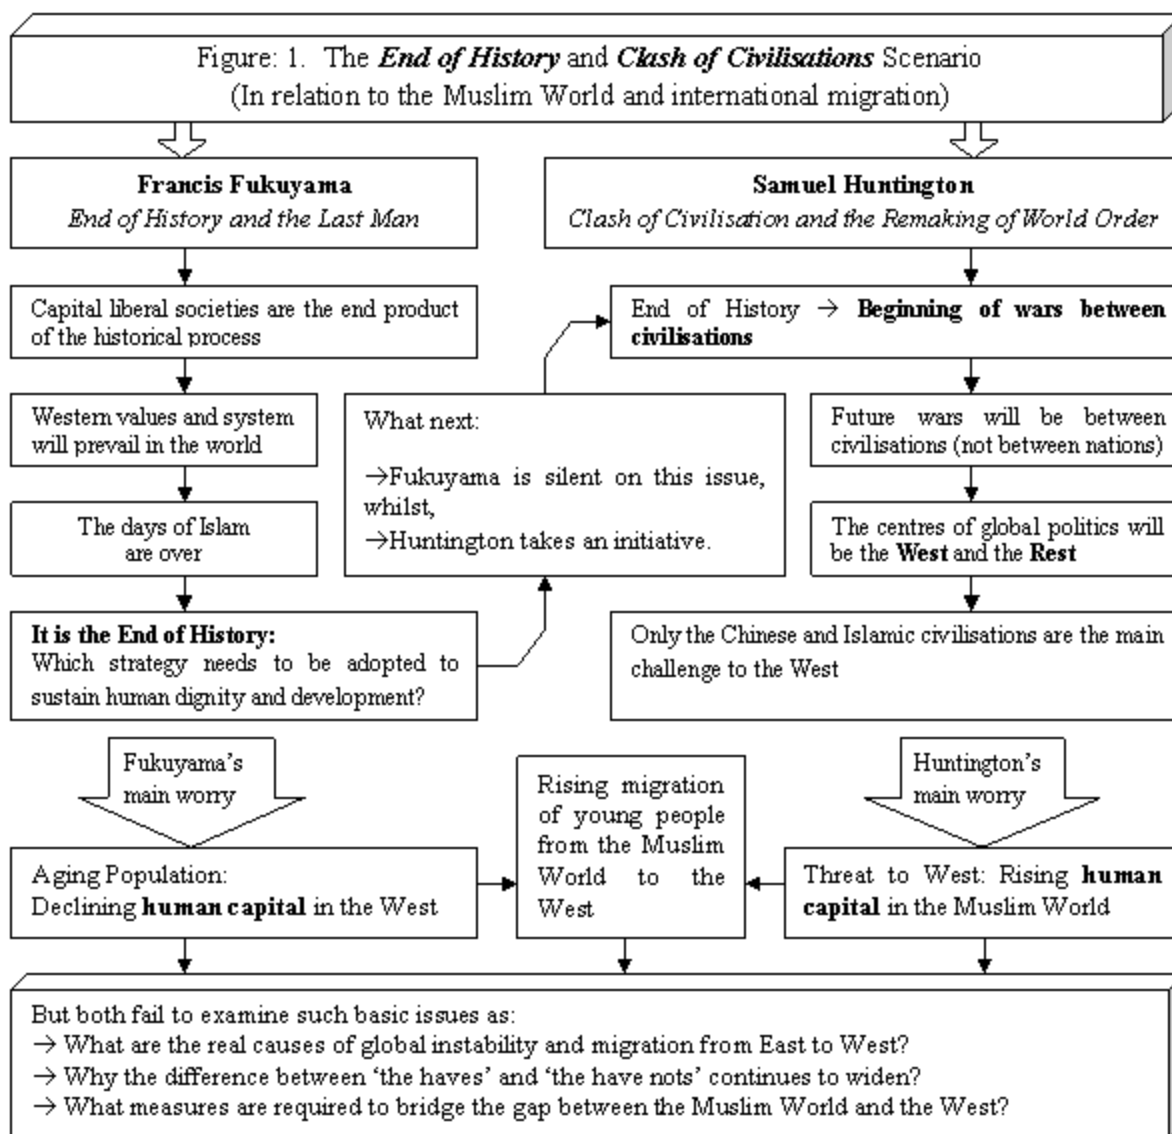 Figure: 1. The End of History and Clash of Civilisations Scenario
(In relation to the Muslim World and international migration)
Francis Fukuyama
End of History and the Last Man
Samuel Huntington
Clash of Civilisation and the Remaking of World Order
Capital liberal societies are the end product
of the historical process
End of History → Beginning of wars between
civilisations
Western values and system
will prevail in the world
What next:
→Fukuyama is silent on this issue,
whilst,
→Huntington takes an initiative.
Future wars will be between
civilisations (not between nations)
The days of Islam
are over
The centres of global politics will
be the West and the Rest
It is the End of History:
Which strategy needs to be adopted to
sustain human dignity and development?
Only the Chinese and Islamic civilisations are the main
challenge to the West
Fukuyama's
main worry
Rising migration
of young people
from the Muslim
World to the
West
Huntington's
main worry
Aging Population:
Declining human capital in the West
Threat to West: Rising human
capital in the Muslim World
But both fail to examine such basic issues as:
→ What are the real causes of global instability and migration from East to West?
→ Why the difference between 'the haves' and 'the have nots' continues to widen?
→ What measures are required to bridge the gap between the Muslim World and the West?